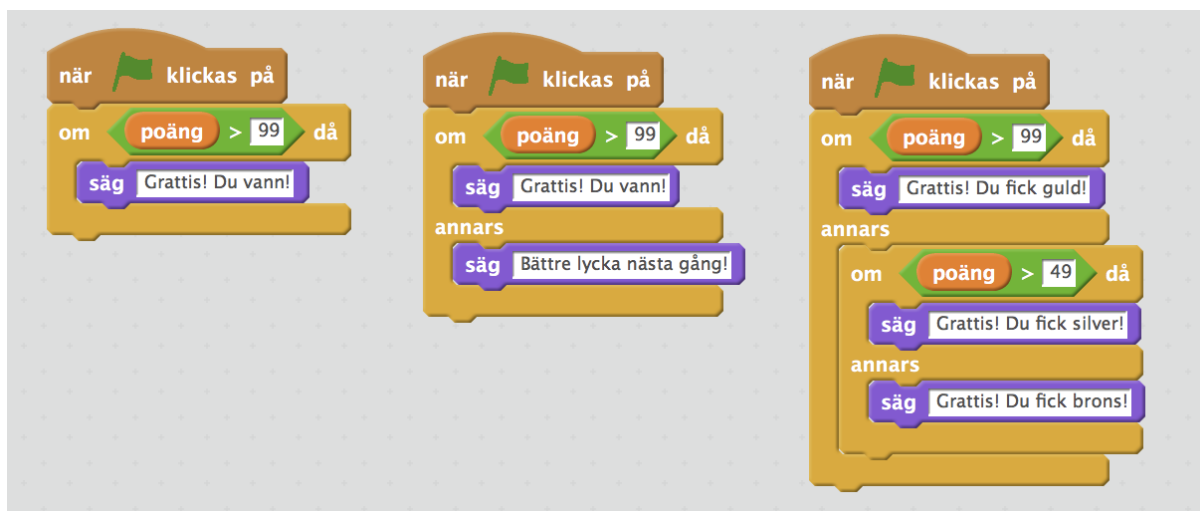 när klickas på
om poäng > 99 då
säg Grattis! Du vann!
när klickas på
om poäng > 99 då
säg Grattis! Du vann!
annars
säg Bättre lycka nästa gång!
när klickas på
om poäng > 99 då
säg Grattis! Du fick guld!
annars
om poäng > 49 då
säg Grattis! Du fick silver!
annars
säg Grattis! Du fick brons!